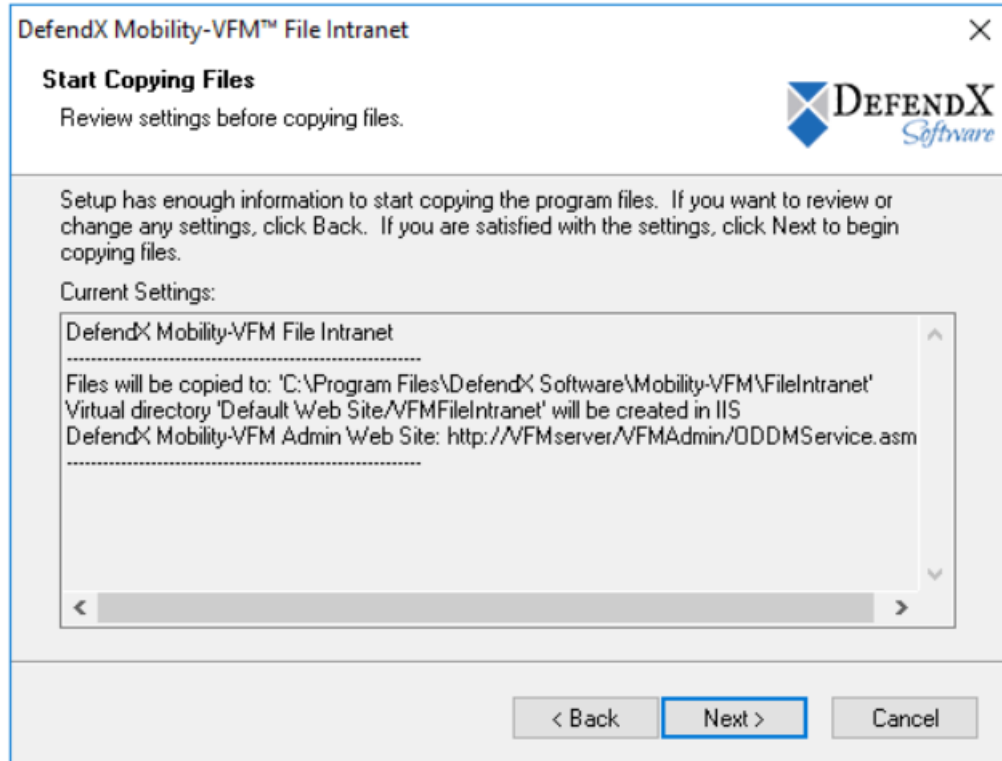 DefendX Mobility-VFM™ File Intranet
Start Copying Files
Review settings before copying files.
DEFENDX
Software
Setup has enough information to start copying the program files. If you want to review or
change any settings, click Back. If you are satisfied with the settings, click Next to begin
copying files.
Current Settings:
DefendX Mobility-VFM File Intranet
-----------------------------------------------------------
Files will be copied to: 'C:\Program Files\DefendX Software\Mobility-VFM\FileIntranet'
Virtual directory 'Default Web Site/VFMFileIntranet' will be created in IIS
DefendX Mobility-VFM Admin Web Site: http://VFMserver/VFMAdmin/ODDMService.asm
-----------------------------------------------------------
< Back Next > Cancel